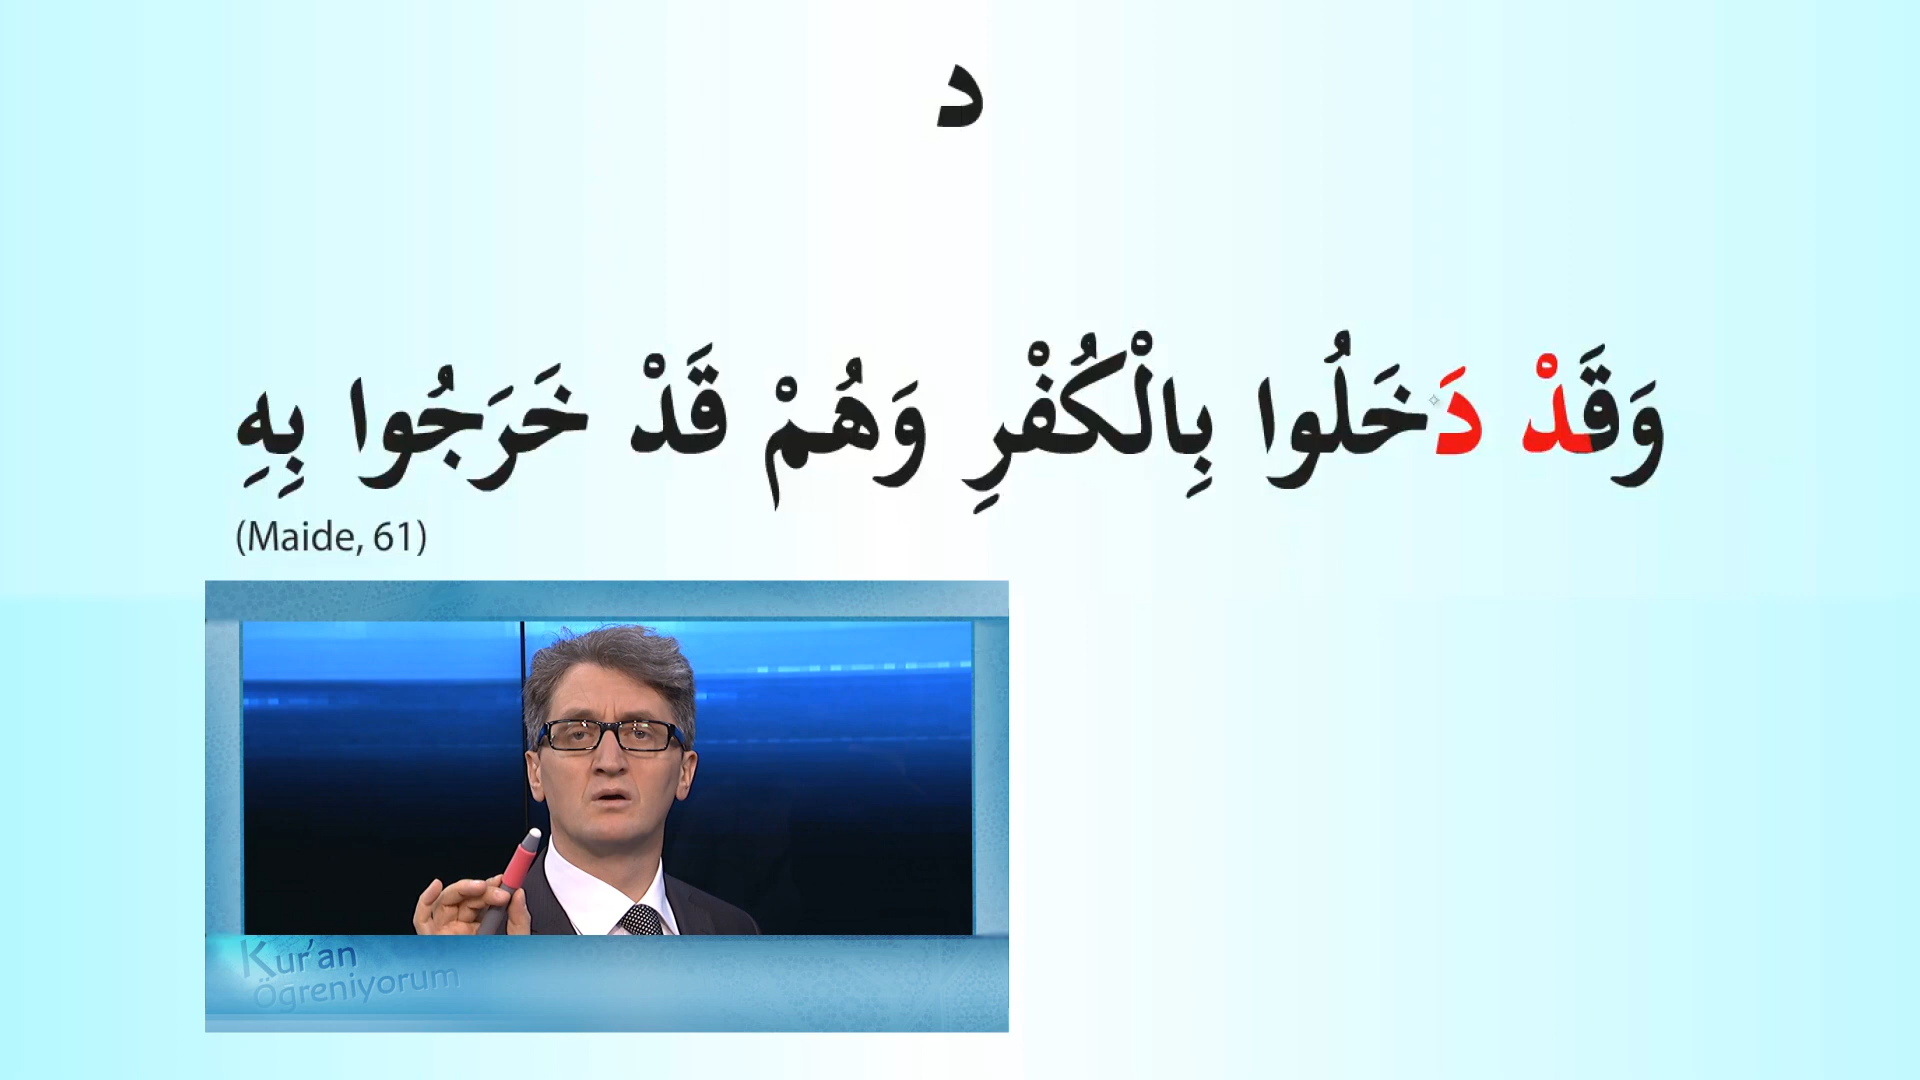 د
وَقَدْ دَخَلُوا بِالْكُفْرِ وَهُمْ قَدْ خَرَجُوا بِهِ
(Maide, 61)
Kur'an
Öğreniyorum